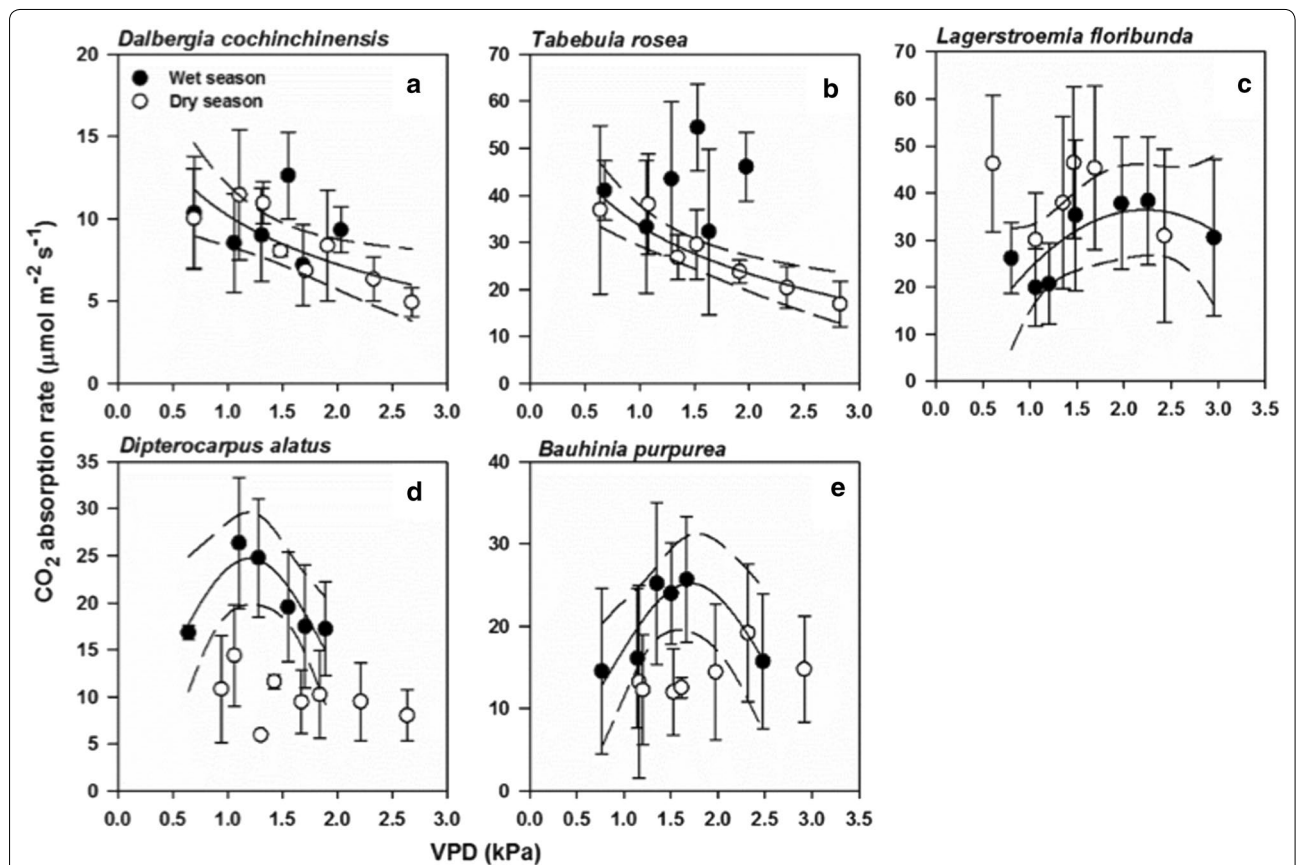 Dalbergia cochinchinensis
Tabebuia rosea
Lagerstroemia floribunda
a
b
c
Wet season
Dry season
20
15
10
5
0
70
60
50
40
30
20
10
0
70
60
50
40
30
20
10
0
0.0 0.5 1.0 1.5 2.0 2.5 3.0
0.0 0.5 1.0 1.5 2.0 2.5 3.0
0.0 0.5 1.0 1.5 2.0 2.5 3.0 3.5
CO2 absorption rate (μmol m−2 s-1)
Dipterocarpus alatus
Bauhinia purpurea
d
e
35
30
25
20
15
10
5
0
40
30
20
10
0
0.0 0.5 1.0 1.5 2.0 2.5 3.0
0.0 0.5 1.0 1.5 2.0 2.5 3.0 3.5
VPD (kPa)